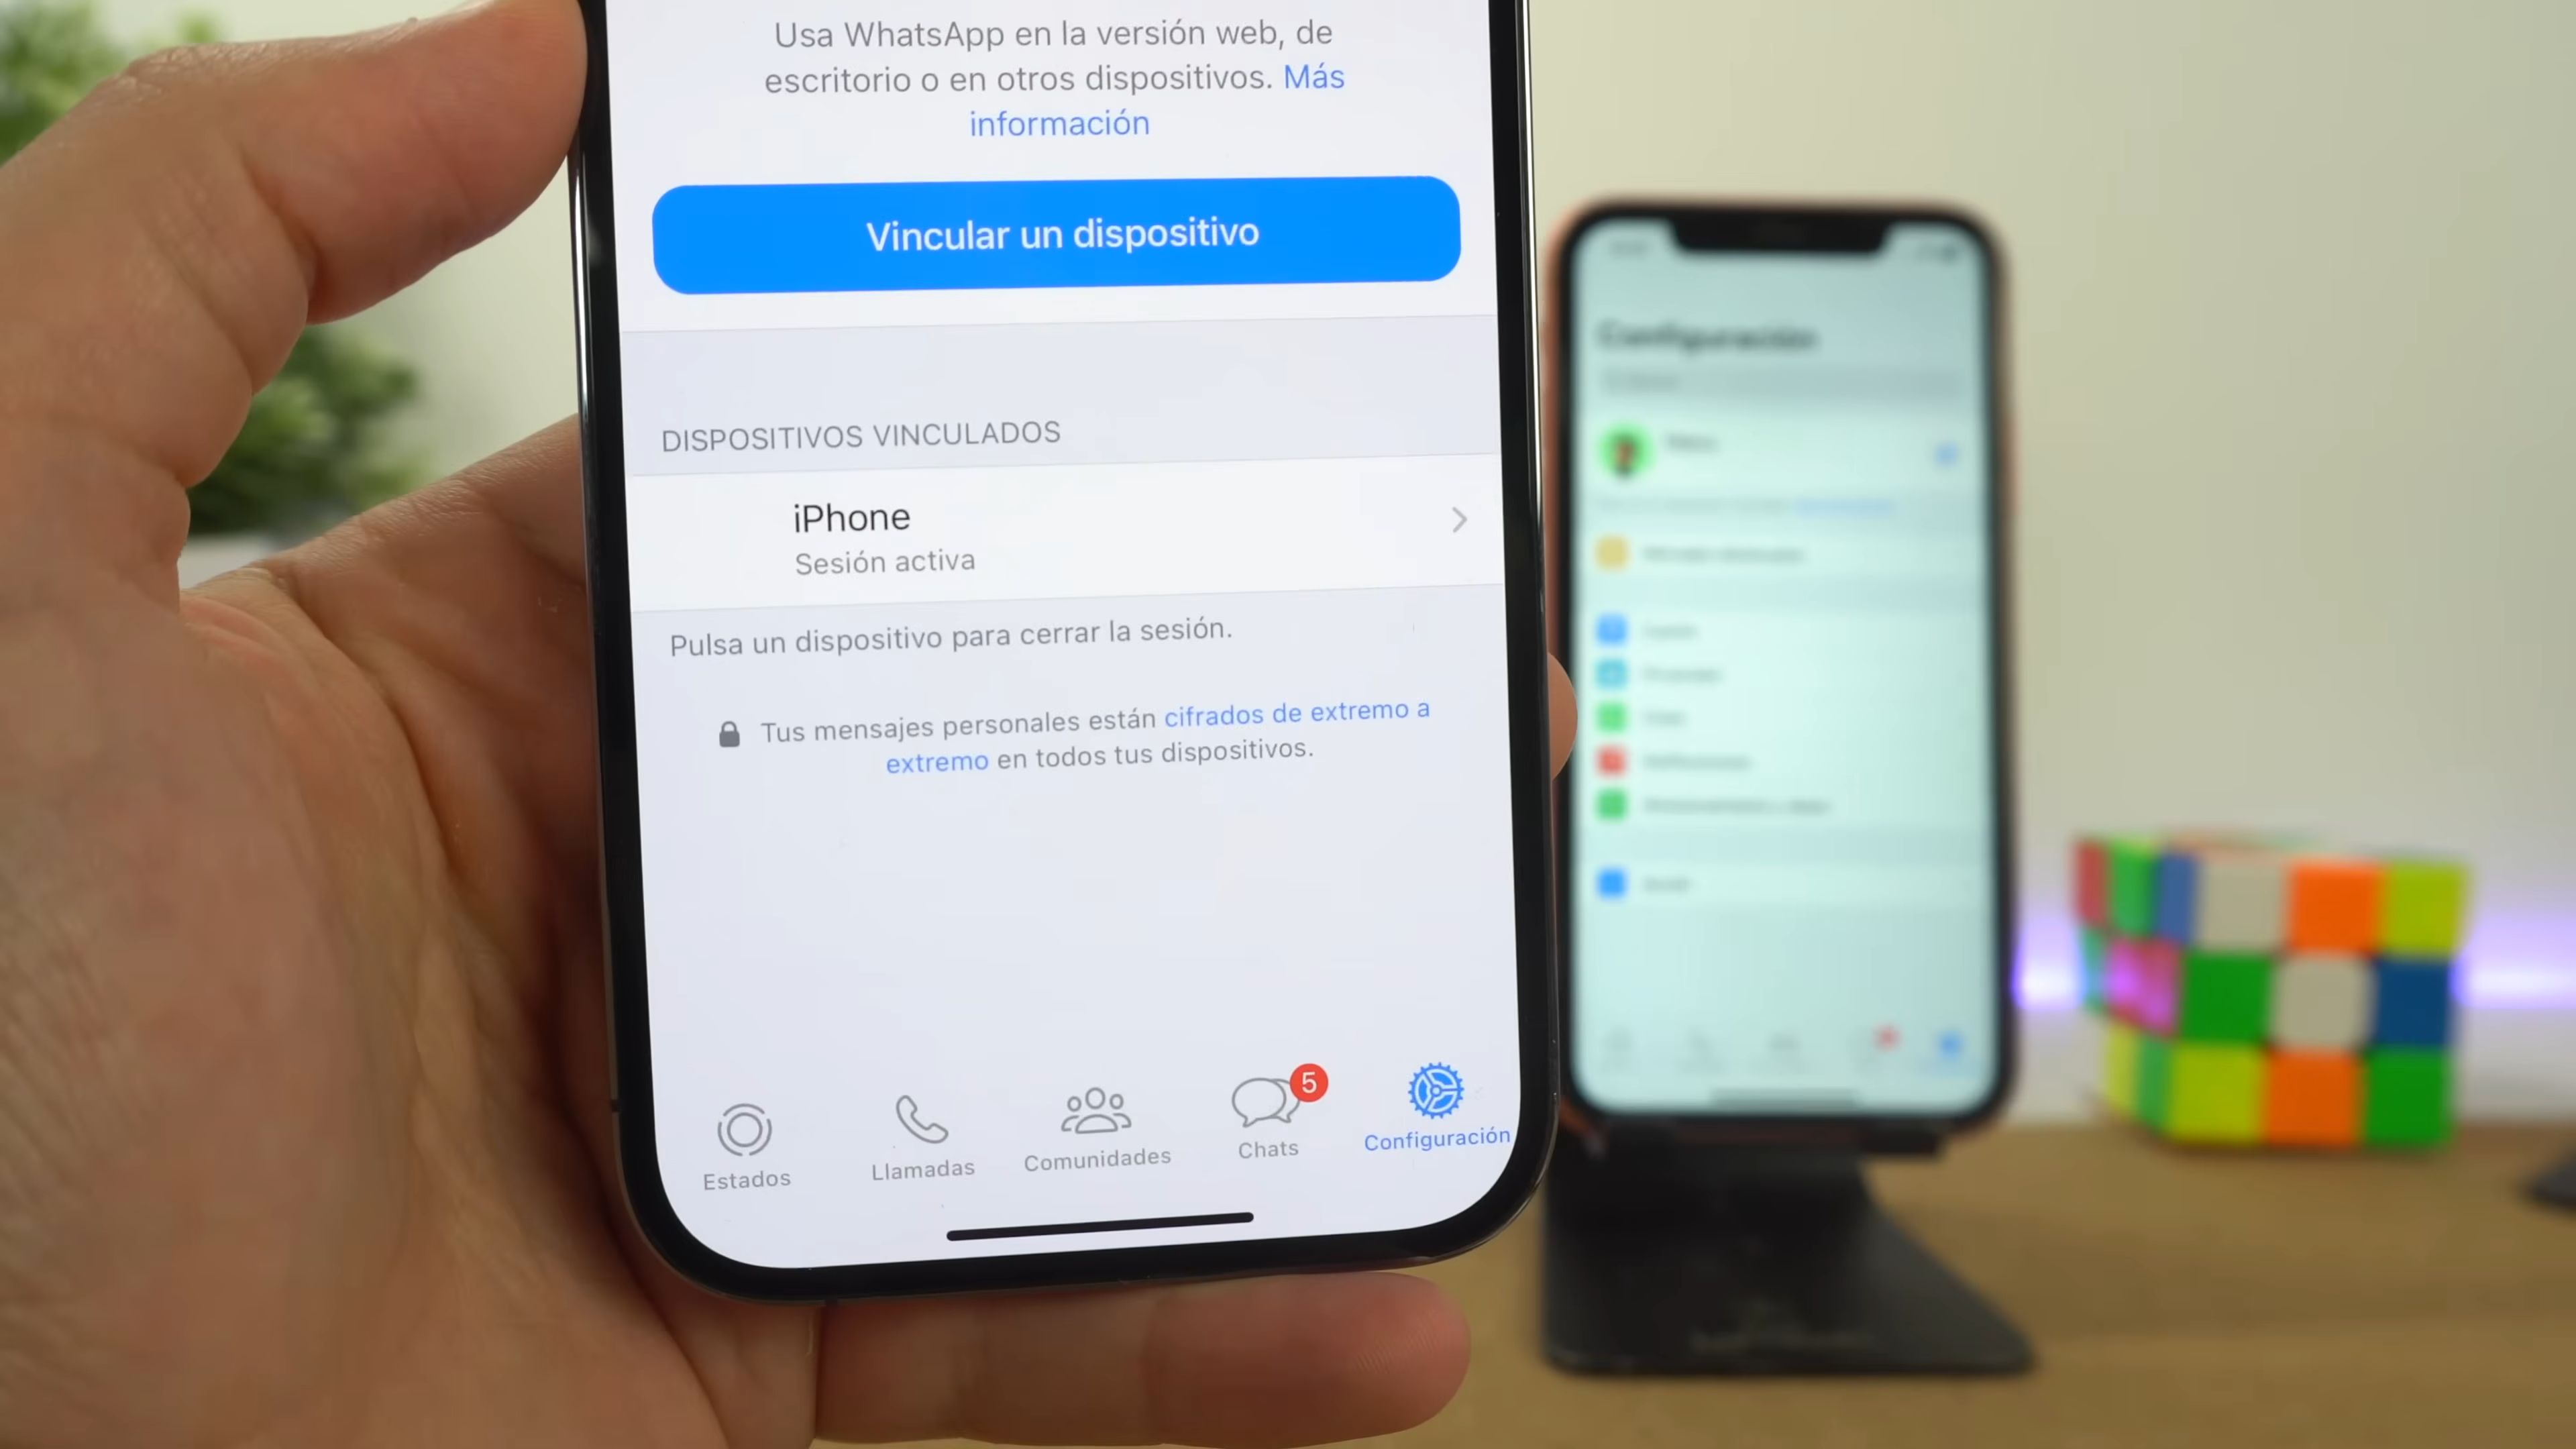 Usa WhatsApp en la versión web, de
escritorio o en otros dispositivos. Más
información
Vincular un dispositivo
DISPOSITIVOS VINCULADOS
iPhone
Sesión activa
Pulsa un dispositivo para cerrar la sesión.
Tus mensajes personales están cifrados de extremo a
extremo en todos tus dispositivos.
Estados
Llamadas
Comunidades
5
Chats
Configuración
Configuración